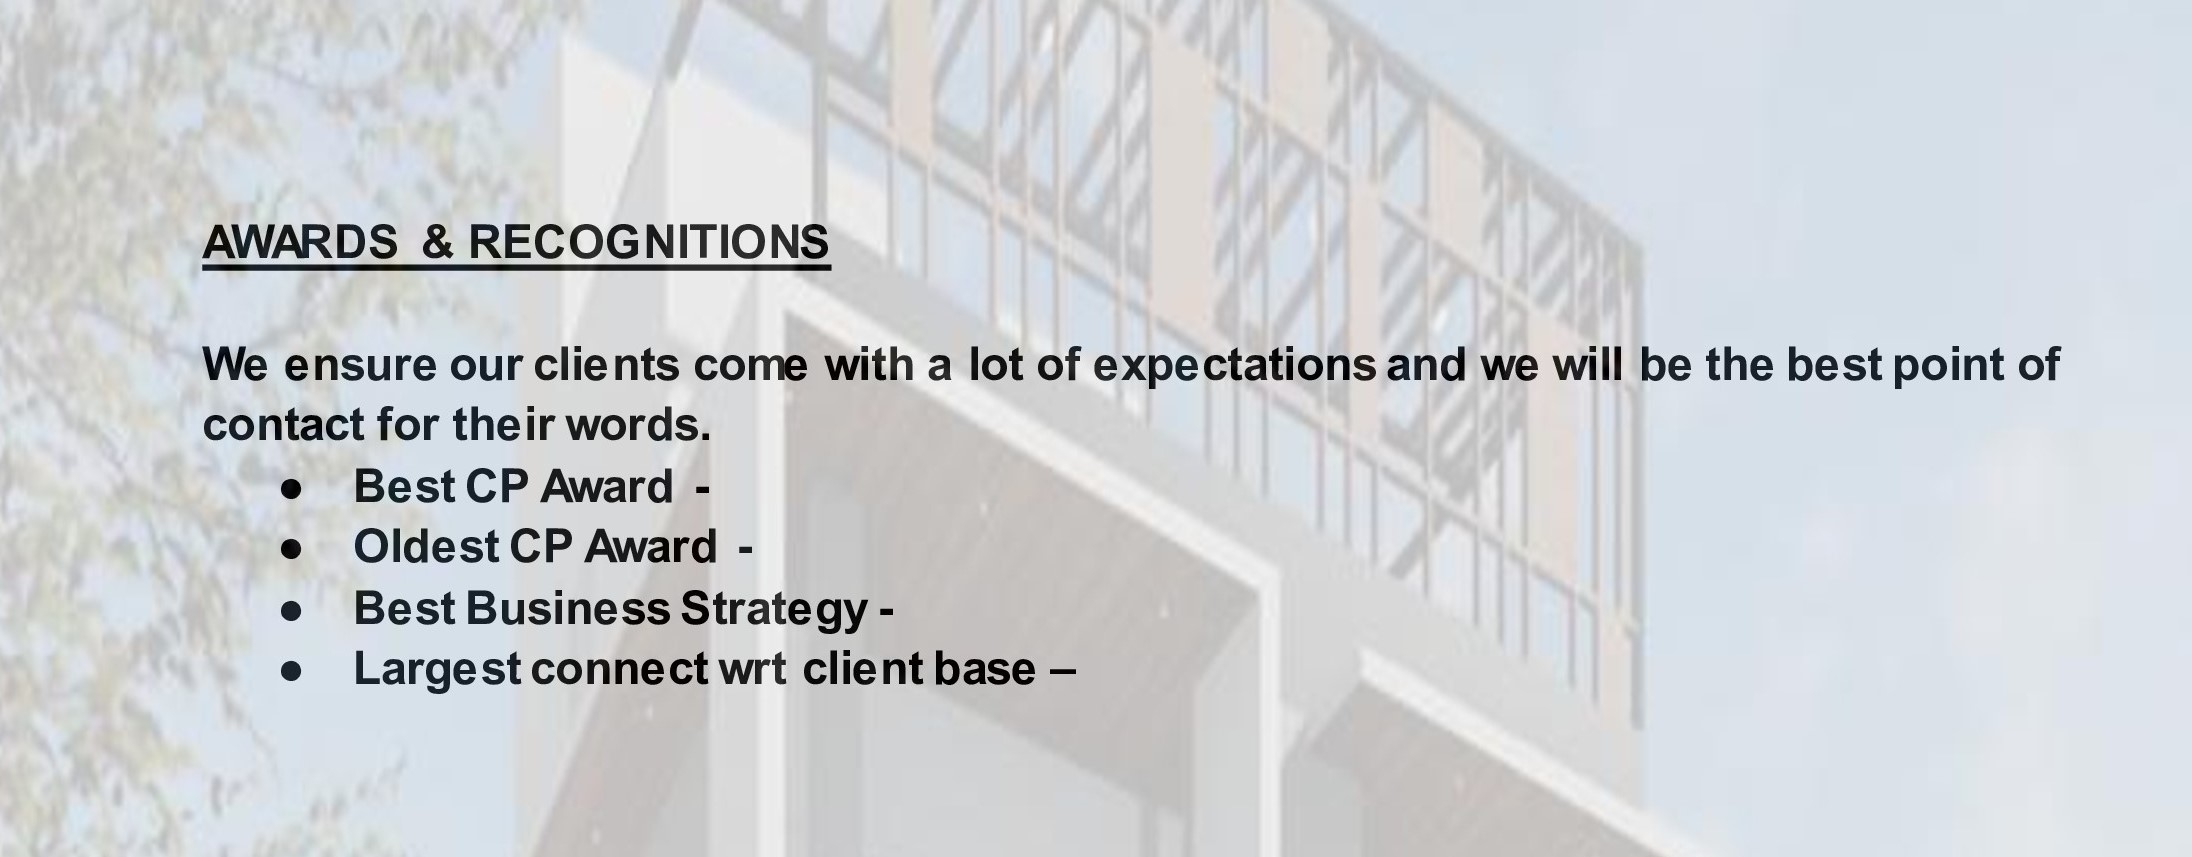 AWARDS & RECOGNITIONS
We ensure our clients come with a lot of expectations and we will be the best point of
contact for their words.
● Best CP Award -
● Oldest CP Award -
● Best Business Strategy -
● Largest connect wrt client base –